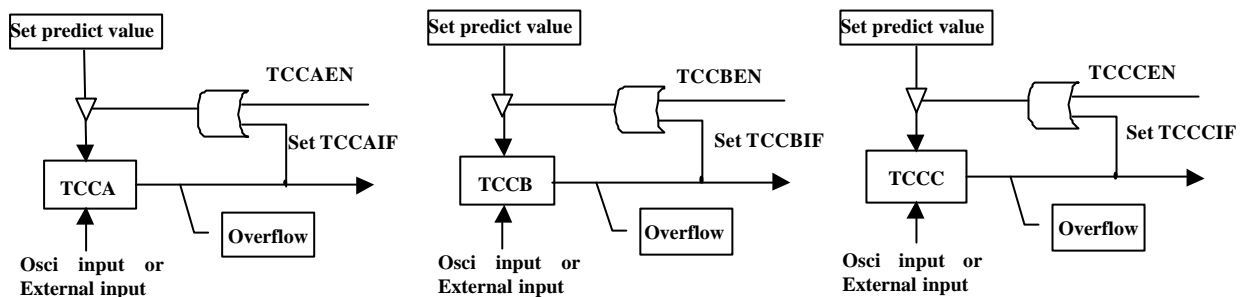 Set predict value
TCCAEN
Set TCCAIF
TCCA
Overflow
Osci input or
External input
Set predict value
TCCBEN
Set TCCBIF
TCCB
Overflow
Osci input or
External input
Set predict value
TCCCEN
Set TCCCIF
TCCC
Overflow
Osci input or
External input